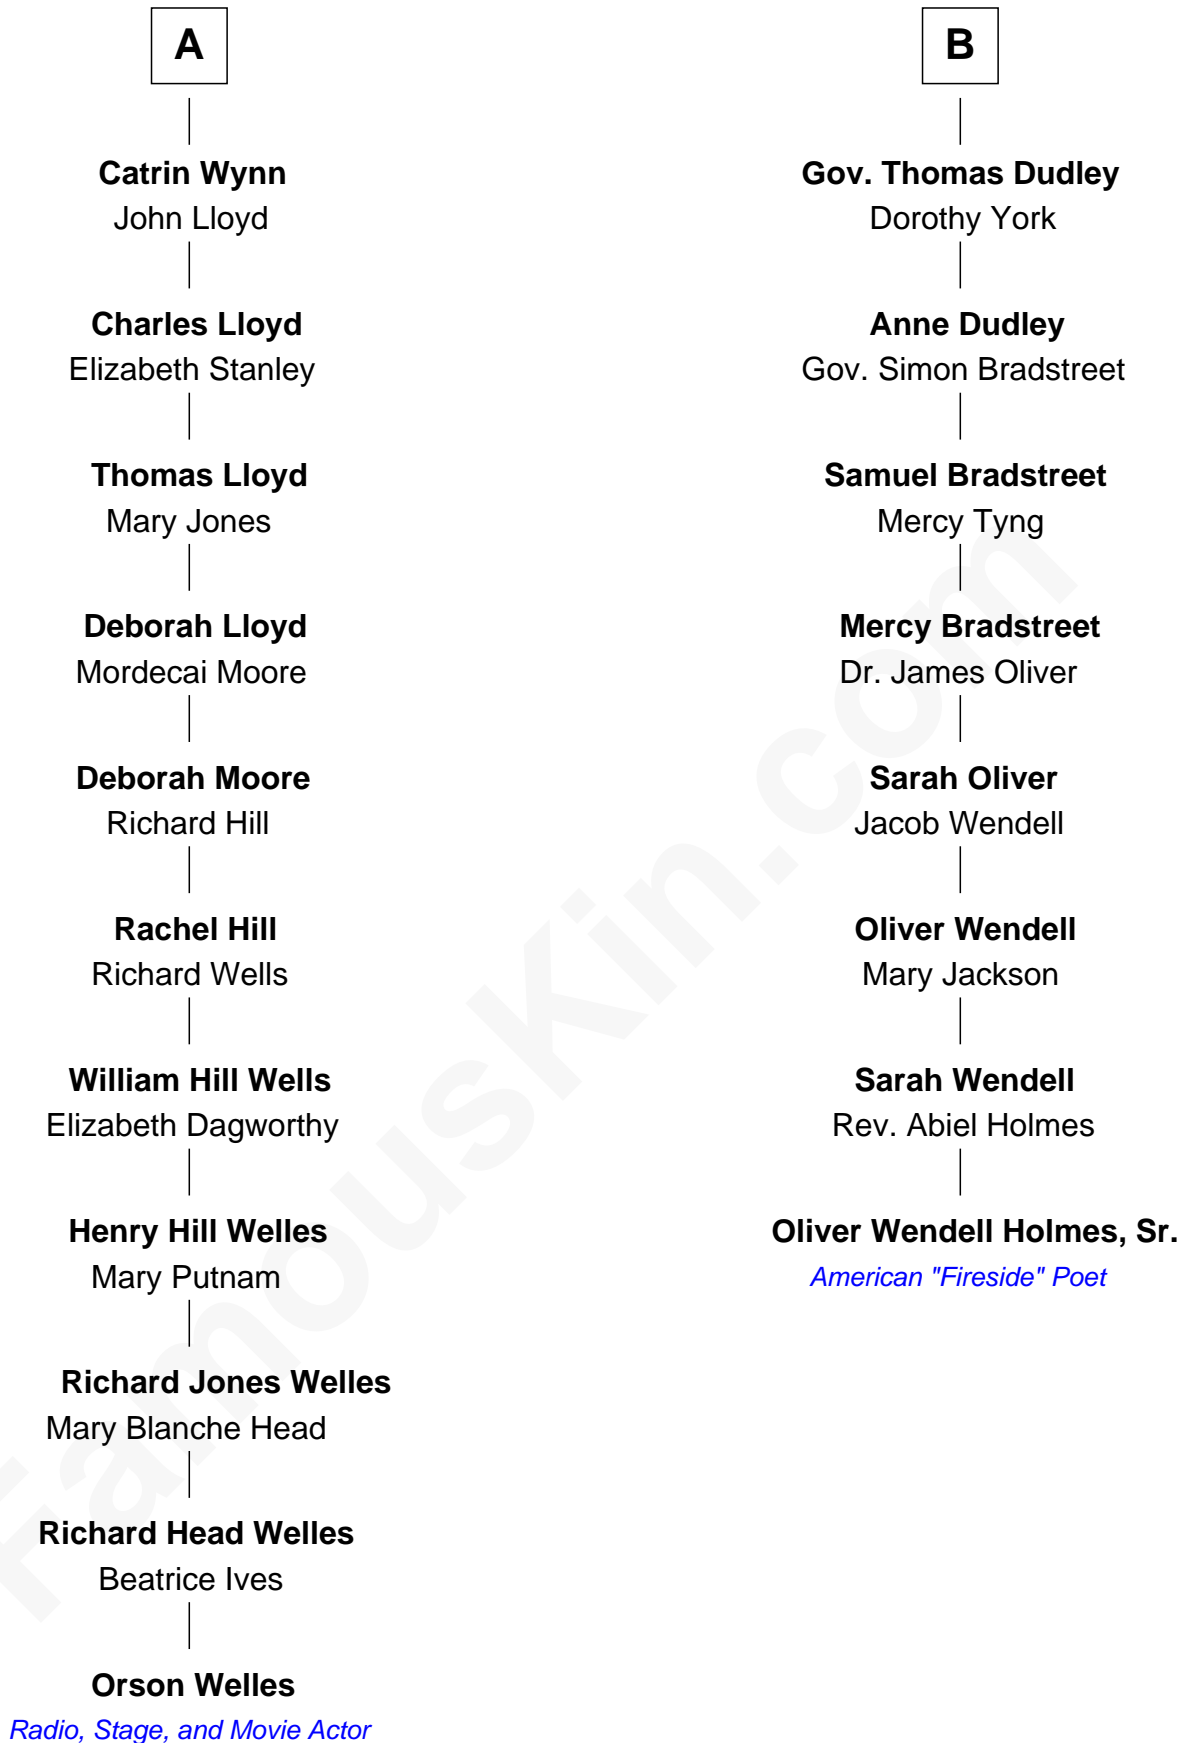 A
Catrin Wynn
John Lloyd
Charles Lloyd
Elizabeth Stanley
Thomas Lloyd
Mary Jones
Deborah Lloyd
Mordecai Moore
Deborah Moore
Richard Hill
Rachel Hill
Richard Wells
William Hill Wells
Elizabeth Dagworthy
Henry Hill Welles
Mary Putnam
Richard Jones Welles
Mary Blanche Head
Richard Head Welles
Beatrice Ives
Orson Welles
Radio, Stage, and Movie Actor
B
Gov. Thomas Dudley
Dorothy York
Anne Dudley
Gov. Simon Bradstreet
Samuel Bradstreet
Mercy Tyng
Mercy Bradstreet
Dr. James Oliver
Sarah Oliver
Jacob Wendell
Oliver Wendell
Mary Jackson
Sarah Wendell
Rev. Abiel Holmes
Oliver Wendell Holmes, Sr.
American "Fireside" Poet
FamousKin.com